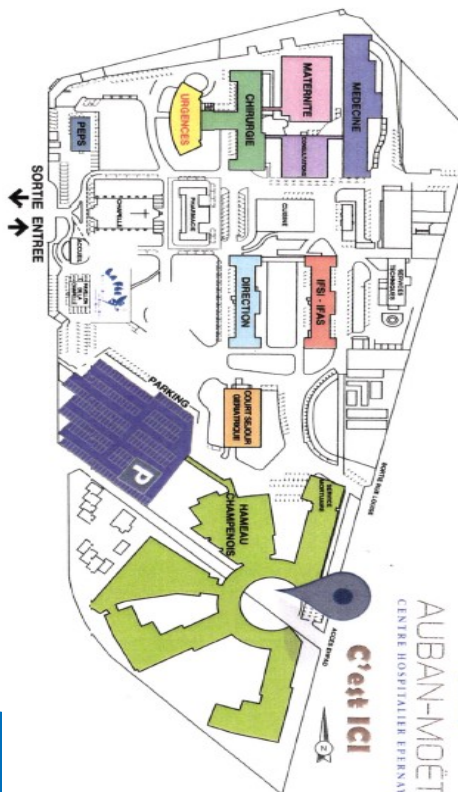 AUBAN-MOËT
CENTRE HOSPITALIER EPERNAY
C'est ICI
N
MEDECINE
MATERNITE
CONSULTATIONS
CHIRURGIE
URGENCES
PEPS
SORTIE ENTREE
CUISINE
PHARMACIE
CHAPELLE
ACCUEIL
SERVICES
TECHNIQUES
IFSI - IFAS
DIRECTION
COURT SEJOUR
GERIATRIQUE
PARKING
P
SERVICE
MORTUAIRE
HAMEAU
CHAMPENOIS
ACCES EHPAD